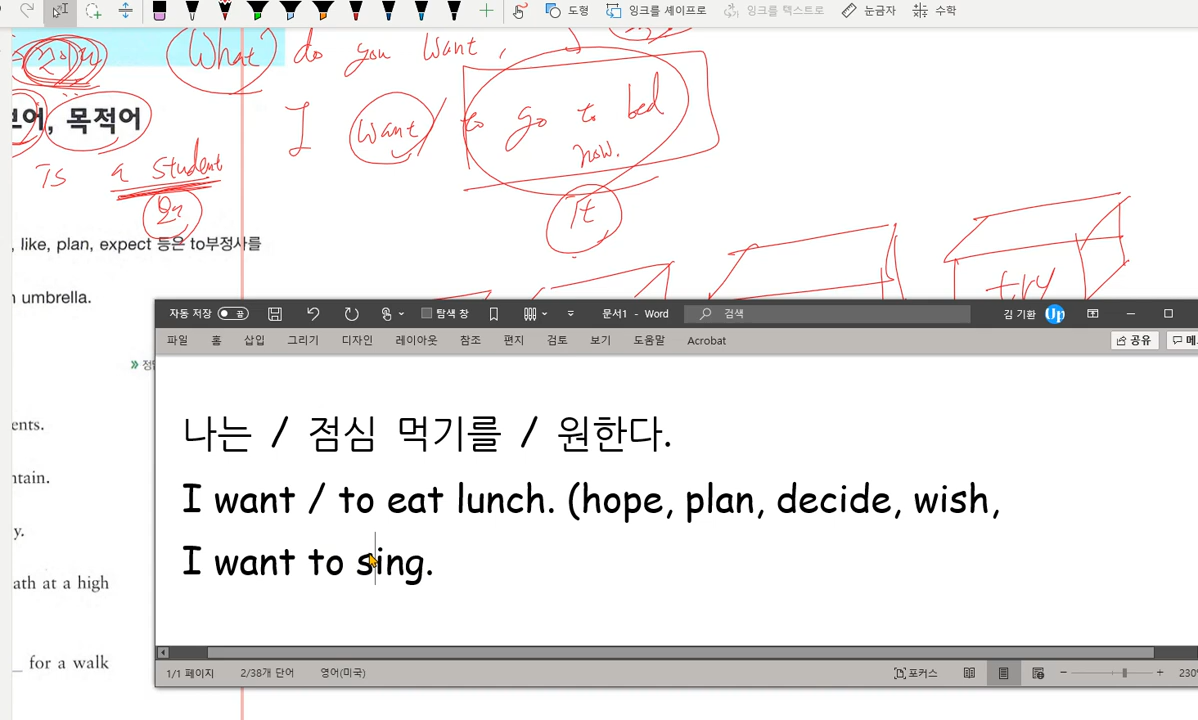 도형 잉크를 셰이프로 잉크를 텍스트로 눈금자 수학
What do you want,
어, 목적어
I want / to go to bed
now.
is a student
It
, like, plan, expect 등은 to부정사를
umbrella.
try
자동 저장 끔 탐색 창 문서1 - Word 검색 김 기환 Up
파일 홈 삽입 그리기 디자인 레이아웃 참조 편지 검토 보기 도움말 Acrobat 공유 메
ents.
나는 / 점심 먹기를 / 원한다.
ntain.
I want / to eat lunch. (hope, plan, decide, wish,
y.
I want to sing.
ath at a high
_ for a walk
1/1 페이지 2/38개 단어 영어(미국) 포커스 - + 230